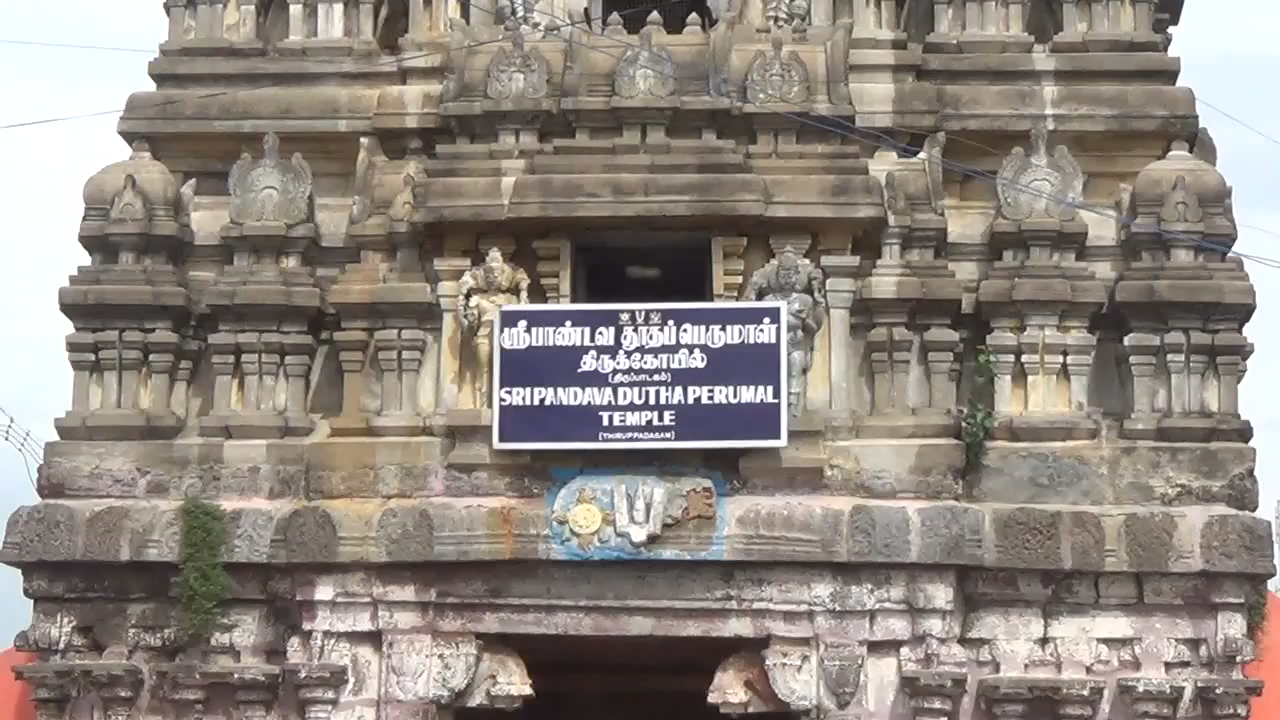 ஸ்ரீபாண்டவ தூதப்பெருமாள்
திருக்கோயில்
(திருப்பாடகம்)
SRI PANDAVA DUTHA PERUMAL
TEMPLE
(THIRUPPADAGAM)